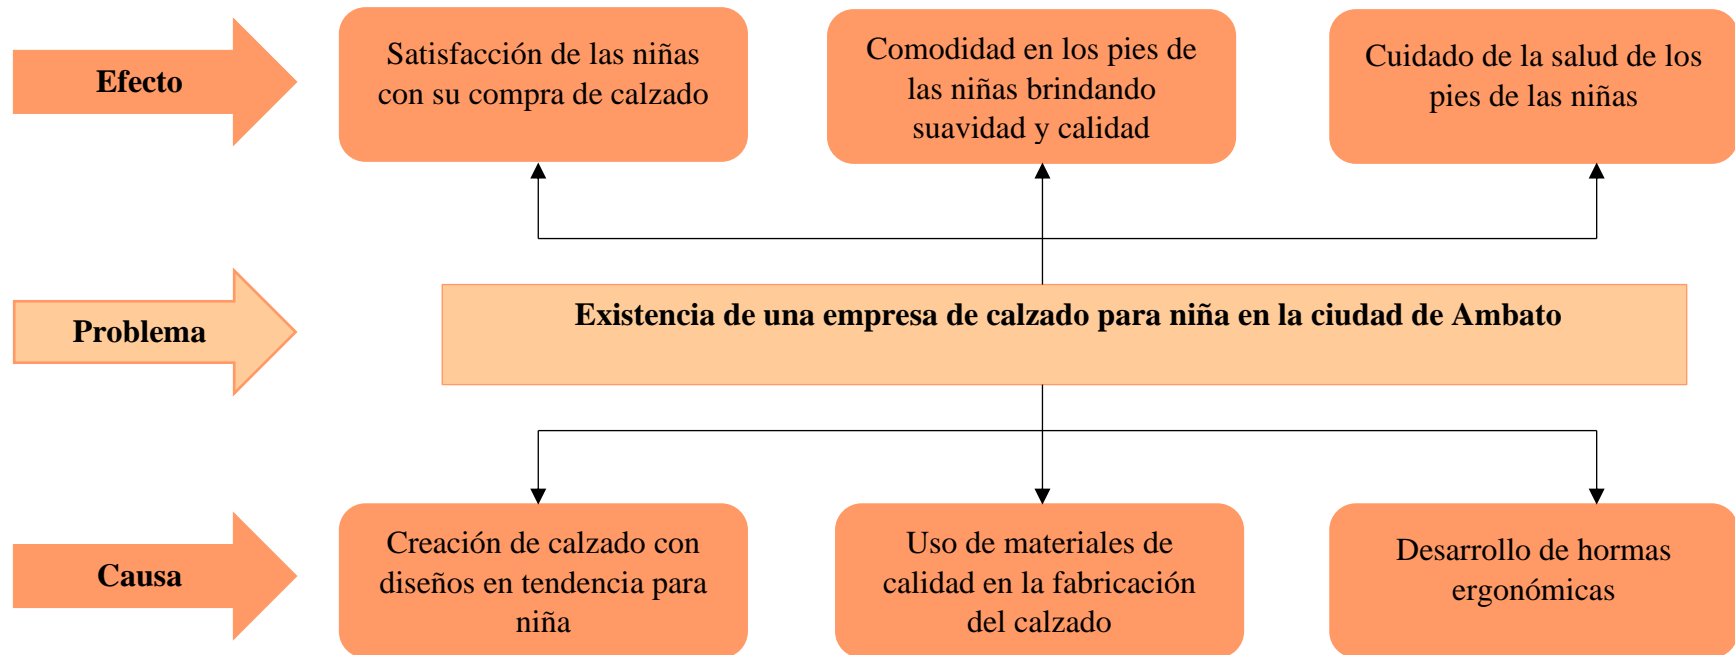 Efecto
Satisfacción de las niñas
con su compra de calzado
Comodidad en los pies de
las niñas brindando
suavidad y calidad
Cuidado de la salud de los
pies de las niñas
Problema
Existencia de una empresa de calzado para niña en la ciudad de Ambato
Causa
Creación de calzado con
diseños en tendencia para
niña
Uso de materiales de
calidad en la fabricación
del calzado
Desarrollo de hormas
ergonómicas